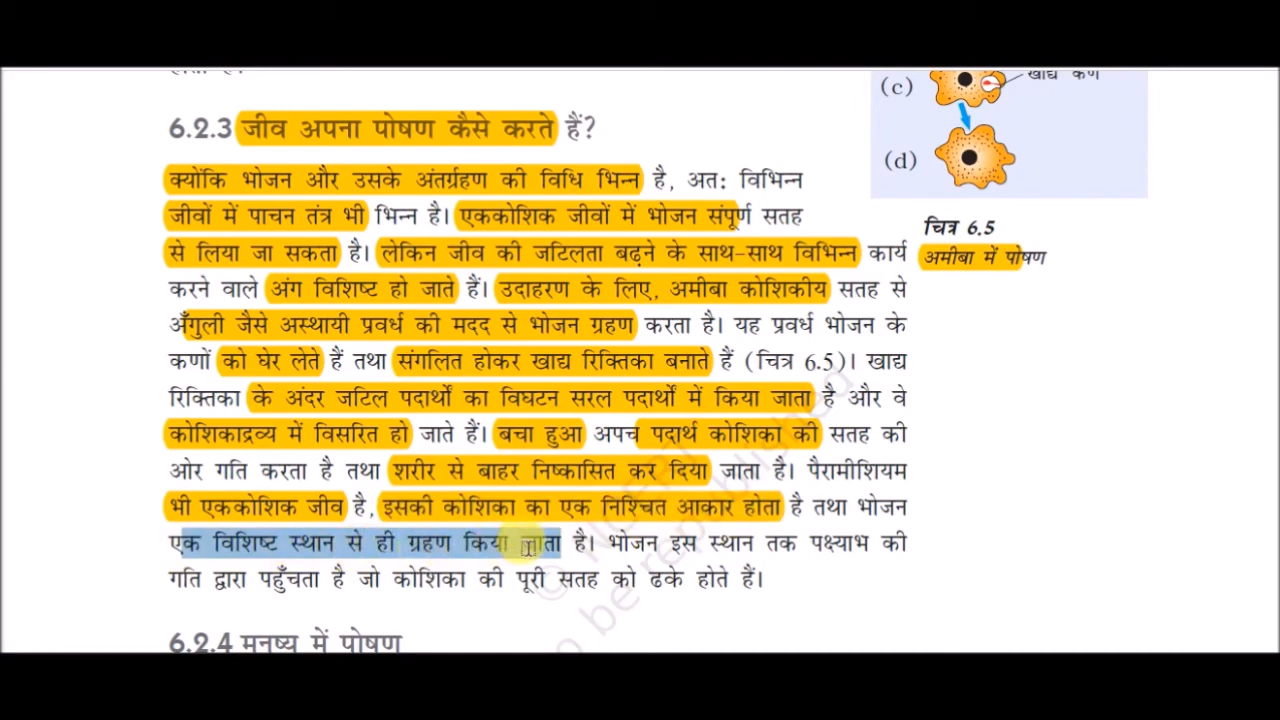 खाद्य कण
(c)
(d)
चित्र 6.5
अमीबा में पोषण
6.2.3 जीव अपना पोषण कैसे करते हैं?
क्योंकि भोजन और उसके अंतर्ग्रहण की विधि भिन्न है, अतः विभिन्न
जीवों में पाचन तंत्र भी भिन्न है। एककोशिक जीवों में भोजन संपूर्ण सतह
से लिया जा सकता है। लेकिन जीव की जटिलता बढ़ने के साथ-साथ विभिन्न कार्य
करने वाले अंग विशिष्ट हो जाते हैं। उदाहरण के लिए, अमीबा कोशिकीय सतह से
अँगुली जैसे अस्थायी प्रवर्ध की मदद से भोजन ग्रहण करता है। यह प्रवर्ध भोजन के
कणों को घेर लेते हैं तथा संगलित होकर खाद्य रिक्तिका बनाते हैं (चित्र 6.5)। खाद्य
रिक्तिका के अंदर जटिल पदार्थों का विघटन सरल पदार्थों में किया जाता है और वे
कोशिकाद्रव्य में विसरित हो जाते हैं। बचा हुआ अपच पदार्थ कोशिका की सतह की
ओर गति करता है तथा शरीर से बाहर निष्कासित कर दिया जाता है। पैरामीशियम
भी एककोशिक जीव है, इसकी कोशिका का एक निश्चित आकार होता है तथा भोजन
एक विशिष्ट स्थान से ही ग्रहण किया जाता है। भोजन इस स्थान तक पक्ष्याभ की
गति द्वारा पहुँचता है जो कोशिका की पूरी सतह को ढके होते हैं।
6.2.4 मनुष्य में पोषण